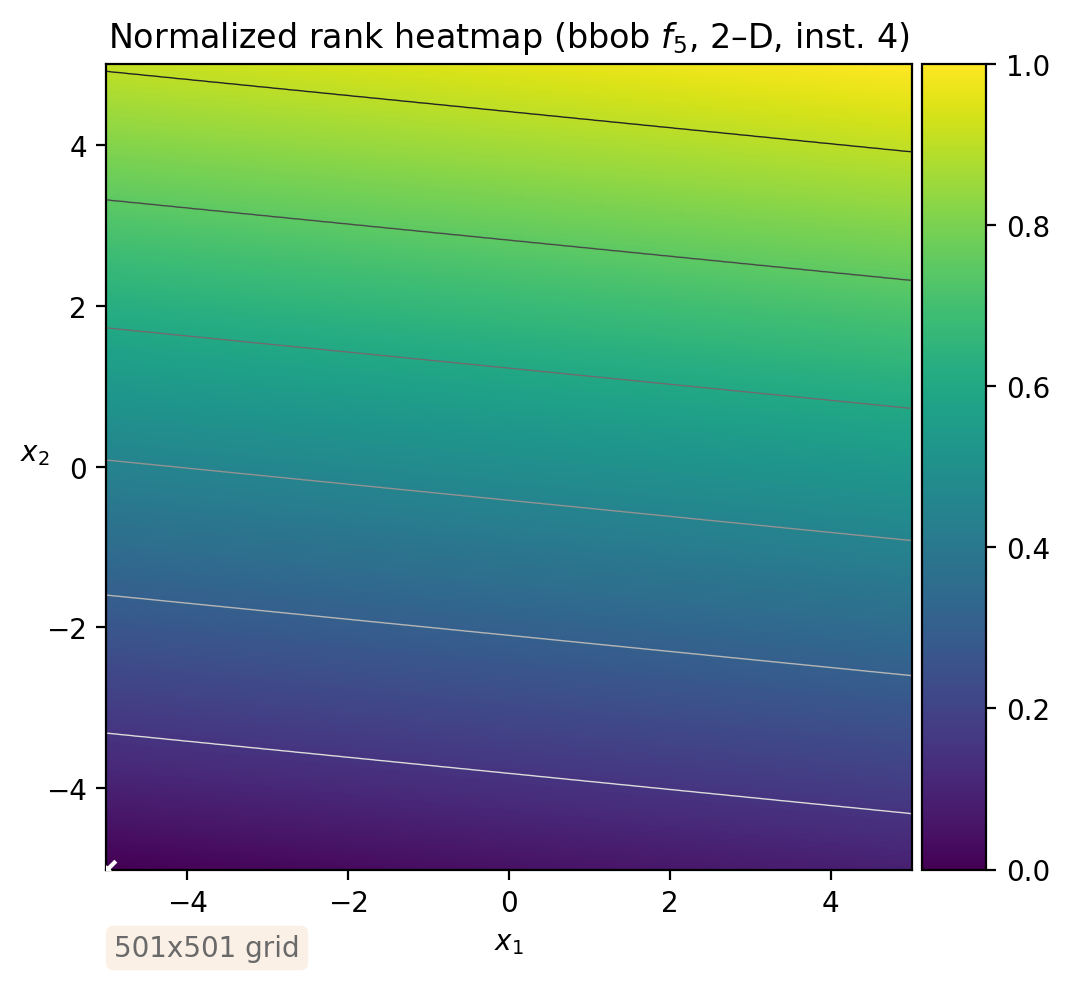 Normalized rank heatmap (bbob f₅, 2–D, inst. 4)
1.0
0.8
0.6
0.4
0.2
0.0
4
2
0
−2
−4
x₂
−4 −2 0 2 4
x₁
501x501 grid